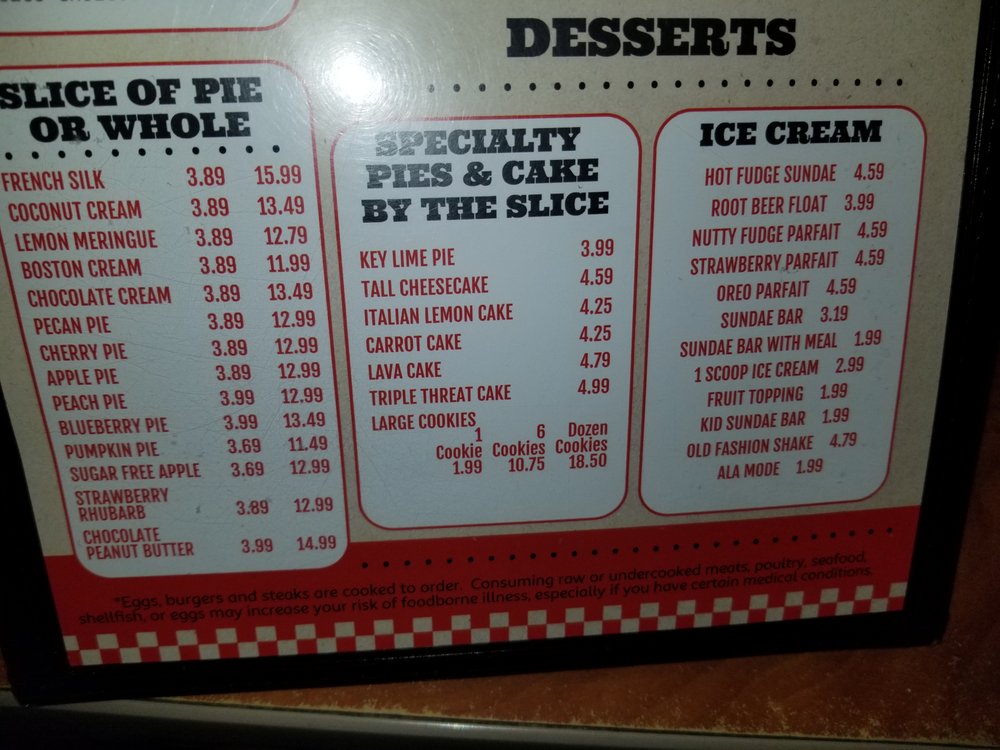 DESSERTS
SLICE OF PIE
OR WHOLE
FRENCH SILK 3.89 15.99
COCONUT CREAM 3.89 13.49
LEMON MERINGUE 3.89 12.79
BOSTON CREAM 3.89 11.99
CHOCOLATE CREAM 3.89 13.49
PECAN PIE 3.89 12.99
CHERRY PIE 3.89 12.99
APPLE PIE 3.89 12.99
PEACH PIE 3.99 12.99
BLUEBERRY PIE 3.99 13.49
PUMPKIN PIE 3.69 11.49
SUGAR FREE APPLE 3.69 12.99
STRAWBERRY
RHUBARB 3.89 12.99
CHOCOLATE
PEANUT BUTTER 3.99 14.99
SPECIALTY
PIES & CAKE
BY THE SLICE
KEY LIME PIE 3.99
TALL CHEESECAKE 4.59
ITALIAN LEMON CAKE 4.25
CARROT CAKE 4.25
LAVA CAKE 4.79
TRIPLE THREAT CAKE 4.99
LARGE COOKIES
1 6 Dozen
Cookie Cookies Cookies
1.99 10.75 18.50
ICE CREAM
HOT FUDGE SUNDAE 4.59
ROOT BEER FLOAT 3.99
NUTTY FUDGE PARFAIT 4.59
STRAWBERRY PARFAIT 4.59
OREO PARFAIT 4.59
SUNDAE BAR 3.19
SUNDAE BAR WITH MEAL 1.99
1 SCOOP ICE CREAM 2.99
FRUIT TOPPING 1.99
KID SUNDAE BAR 1.99
OLD FASHION SHAKE 4.79
ALA MODE 1.99
*Eggs, burgers and steaks are cooked to order. Consuming raw or undercooked meats, poultry, seafood,
shellfish, or eggs may increase your risk of foodborne illness, especially if you have certain medical conditions.